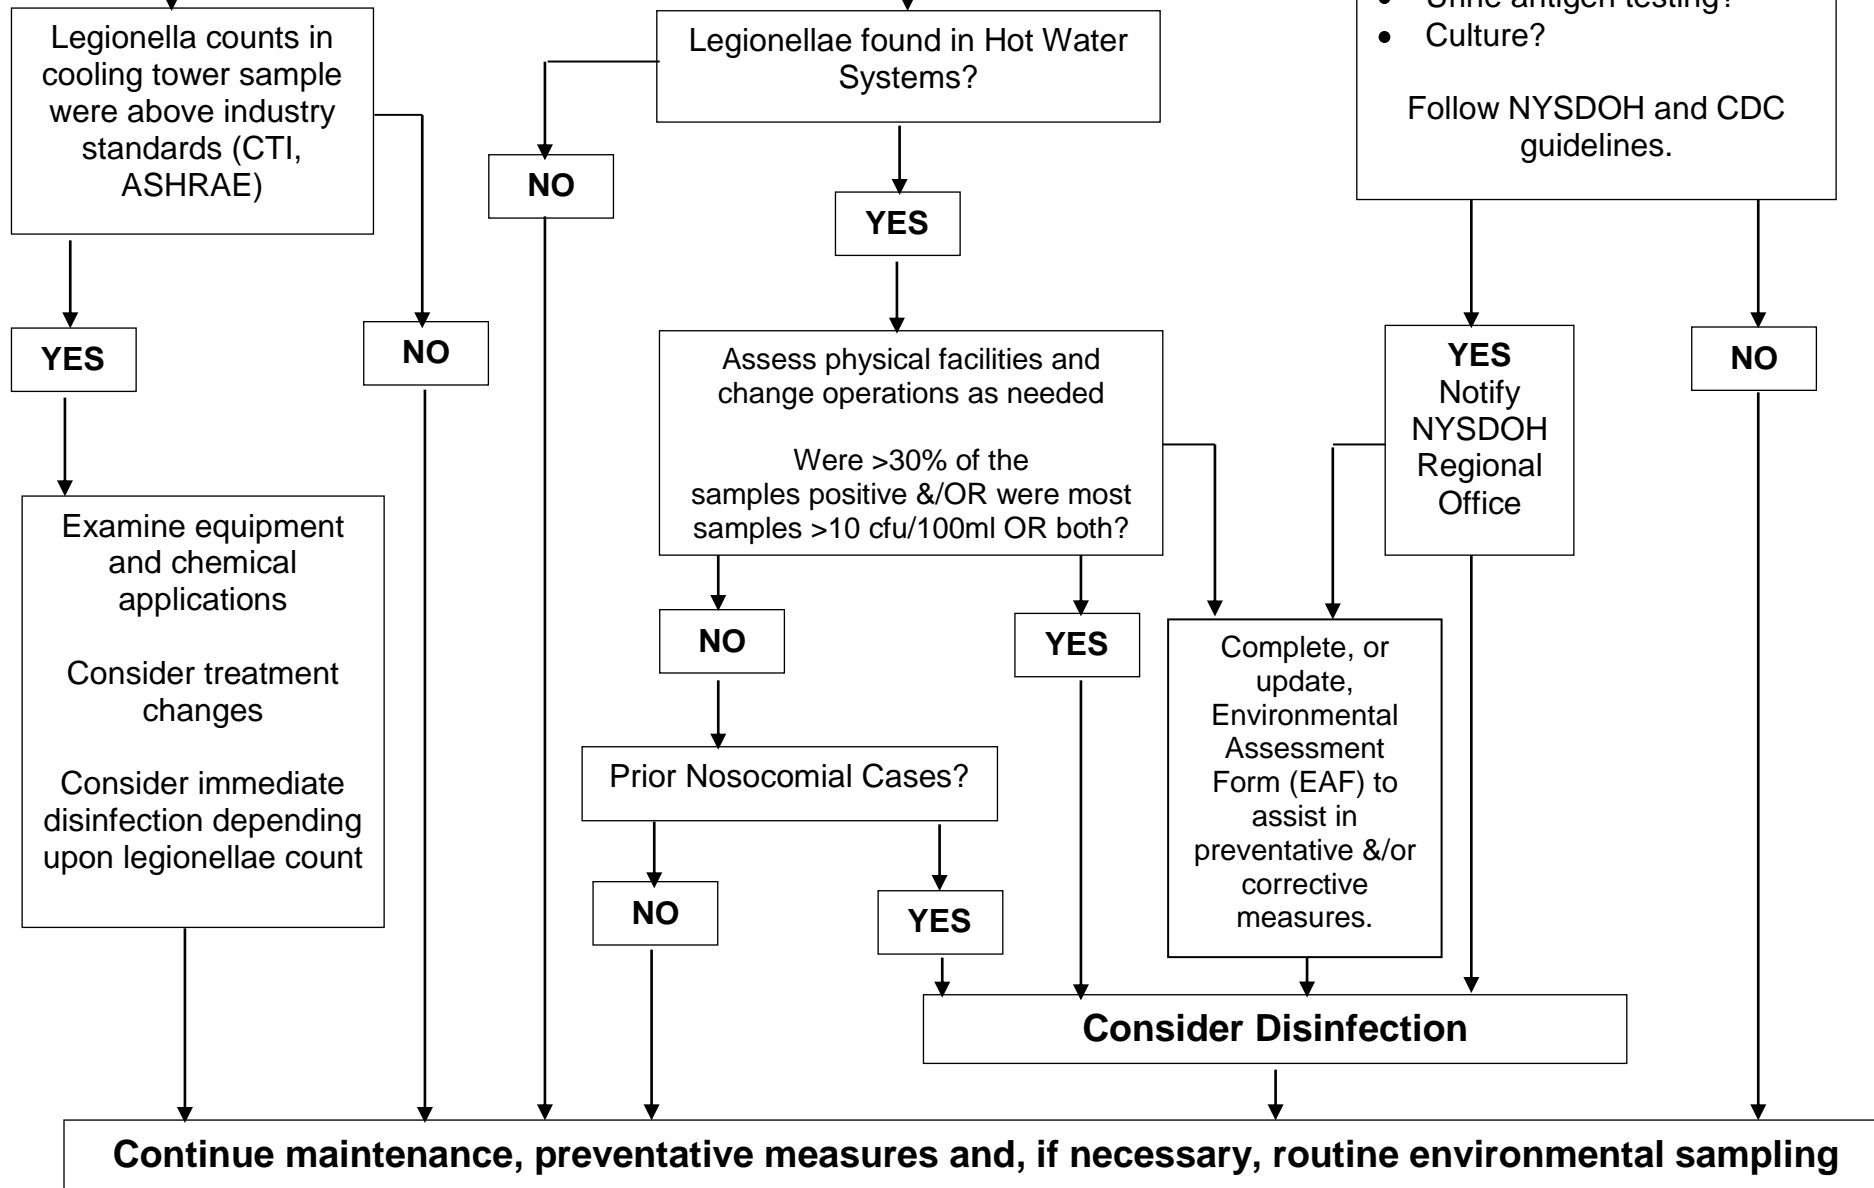 Legionella counts in
cooling tower sample
were above industry
standards (CTI,
ASHRAE)
Legionellae found in Hot Water
Systems?
• Urine antigen testing?
• Culture?
Follow NYSDOH and CDC
guidelines.
NO
YES
YES
NO
Assess physical facilities and
change operations as needed
Were >30% of the
samples positive &/OR were most
samples >10 cfu/100ml OR both?
YES
Notify
NYSDOH
Regional
Office
NO
Examine equipment
and chemical
applications
Consider treatment
changes
Consider immediate
disinfection depending
upon legionellae count
NO
YES
Complete, or
update,
Environmental
Assessment
Form (EAF) to
assist in
preventative &/or
corrective
measures.
Prior Nosocomial Cases?
NO
YES
Consider Disinfection
Continue maintenance, preventative measures and, if necessary, routine environmental sampling